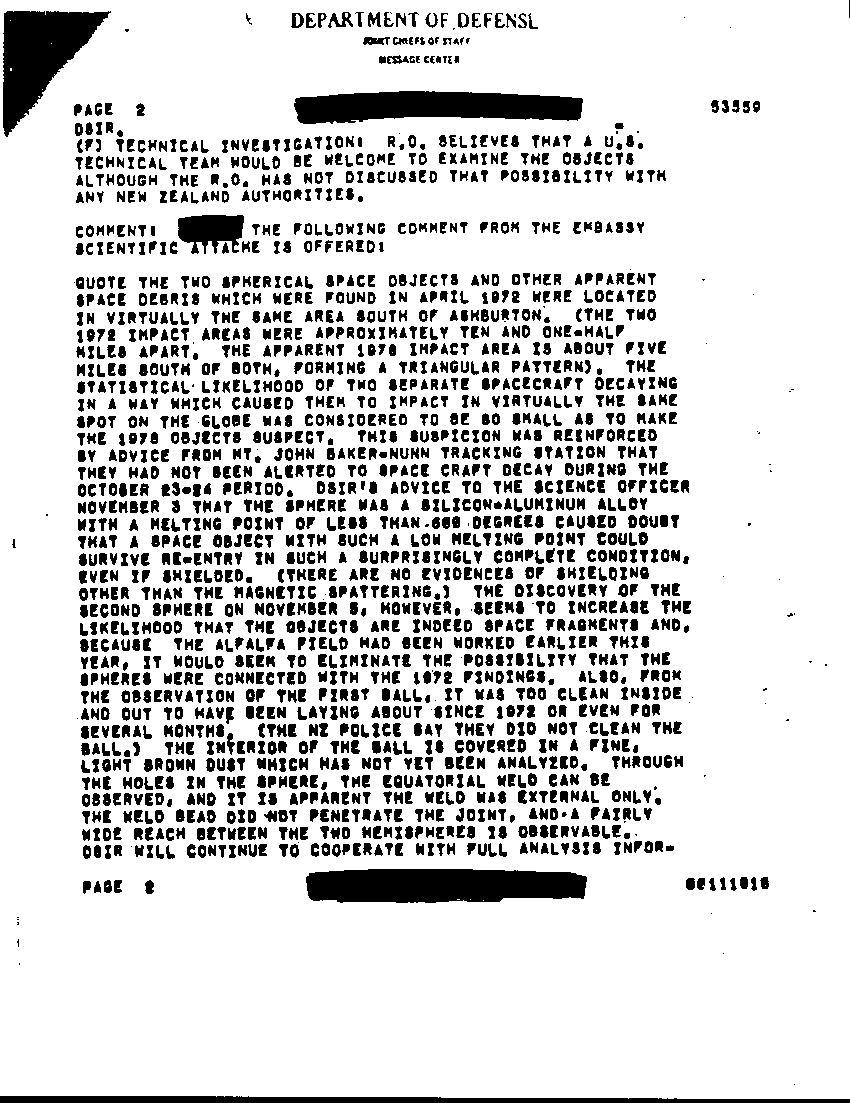 DEPARTMENT OF DEFENSE
JOINT CHIEFS OF STAFF
MESSAGE CENTER
PAGE 2 53559
DSIR.
(F) TECHNICAL INVESTIGATION: R.O. BELIEVES THAT A U.S.
TECHNICAL TEAM WOULD BE WELCOME TO EXAMINE THE OBJECTS
ALTHOUGH THE R.O. HAS NOT DISCUSSED THAT POSSIBILITY WITH
ANY NEW ZEALAND AUTHORITIES.
COMMENT: THE FOLLOWING COMMENT FROM THE EMBASSY
SCIENTIFIC ATTACHE IS OFFERED:
QUOTE THE TWO SPHERICAL SPACE OBJECTS AND OTHER APPARENT
SPACE DEBRIS WHICH WERE FOUND IN APRIL 1972 WERE LOCATED
IN VIRTUALLY THE SAME AREA SOUTH OF ASHBURTON. (THE TWO
1972 IMPACT AREAS WERE APPROXIMATELY TEN AND ONE-HALF
MILES APART. THE APPARENT 1978 IMPACT AREA IS ABOUT FIVE
MILES SOUTH OF BOTH, FORMING A TRIANGULAR PATTERN). THE
STATISTICAL LIKELIHOOD OF TWO SEPARATE SPACECRAFT DECAYING
IN A WAY WHICH CAUSED THEM TO IMPACT IN VIRTUALLY THE SAME
SPOT ON THE GLOBE WAS CONSIDERED TO BE SO SMALL AS TO MAKE
THE 1978 OBJECTS SUSPECT. THIS SUSPICION WAS REENFORCED
BY ADVICE FROM MT. JOHN BAKER-NUNN TRACKING STATION THAT
THEY HAD NOT BEEN ALERTED TO SPACE CRAFT DECAY DURING THE
OCTOBER 23-24 PERIOD. DSIR'S ADVICE TO THE SCIENCE OFFICER
NOVEMBER 3 THAT THE SPHERE WAS A SILICON-ALUMINUM ALLOY
WITH A MELTING POINT OF LESS THAN 600 DEGREES CAUSED DOUBT
THAT A SPACE OBJECT WITH SUCH A LOW MELTING POINT COULD
SURVIVE RE-ENTRY IN SUCH A SURPRISINGLY COMPLETE CONDITION,
EVEN IF SHIELDED. (THERE ARE NO EVIDENCES OF SHIELDING
OTHER THAN THE MAGNETIC SPATTERING.) THE DISCOVERY OF THE
SECOND SPHERE ON NOVEMBER 5, HOWEVER, SEEMS TO INCREASE THE
LIKELIHOOD THAT THE OBJECTS ARE INDEED SPACE FRAGMENTS AND,
BECAUSE THE ALFALFA FIELD HAD BEEN WORKED EARLIER THIS
YEAR, IT WOULD SEEM TO ELIMINATE THE POSSIBILITY THAT THE
SPHERES WERE CONNECTED WITH THE 1972 FINDINGS. ALSO, FROM
THE OBSERVATION OF THE FIRST BALL, IT WAS TOO CLEAN INSIDE
AND OUT TO HAVE BEEN LAYING ABOUT SINCE 1972 OR EVEN FOR
SEVERAL MONTHS. (THE NZ POLICE SAY THEY DID NOT CLEAN THE
BALL.) THE INTERIOR OF THE BALL IS COVERED IN A FINE,
LIGHT BROWN DUST WHICH HAS NOT YET BEEN ANALYZED. THROUGH
THE HOLES IN THE SPHERE, THE EQUATORIAL WELD CAN BE
OBSERVED, AND IT IS APPARENT THE WELD WAS EXTERNAL ONLY.
THE WELD BEAD DID NOT PENETRATE THE JOINT, AND A FAIRLY
WIDE REACH BETWEEN THE TWO HEMISPHERES IS OBSERVABLE.
DSIR WILL CONTINUE TO COOPERATE WITH FULL ANALYSIS INFOR-
PAGE 2